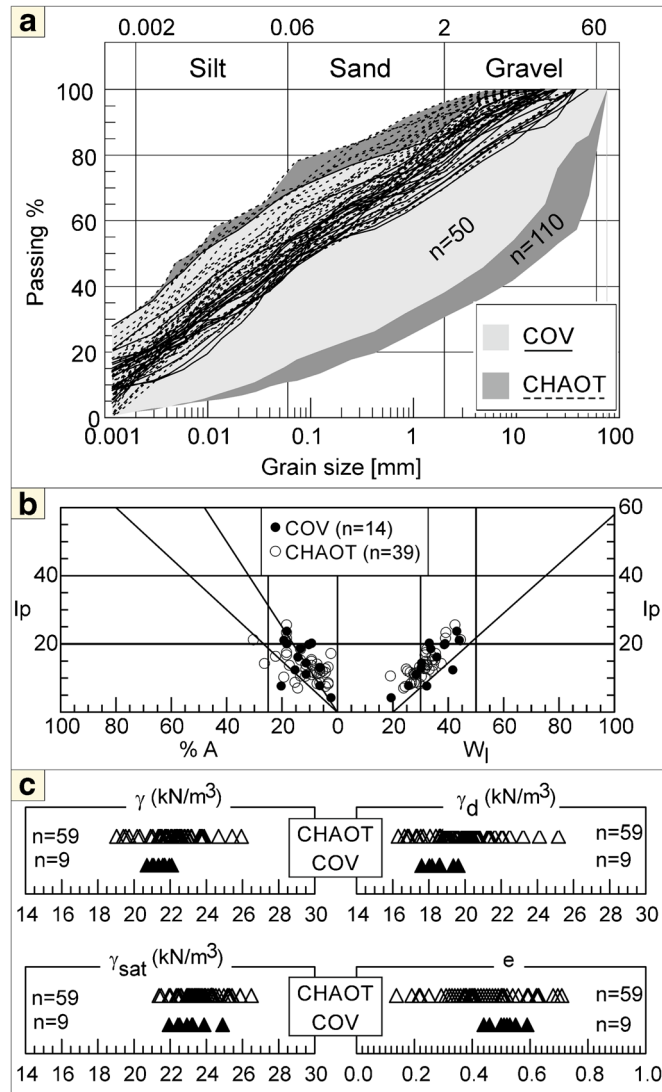 a
0.002 0.06 2 60
Silt Sand Gravel
100
80
60
40
20
0
Passing %
n=50
n=110
COV
CHAOT
0.001 0.01 0.1 1 10 100
Grain size [mm]
b
60
COV (n=14)
CHAOT (n=39)
40 40
Ip Ip
20 20
100 80 60 40 20 0 20 40 60 80 100
% A Wl
c
γ (kN/m³) γd (kN/m³)
n=59 CHAOT n=59
n=9 COV n=9
14 16 18 20 22 24 26 28 30 14 16 18 20 22 24 26 28 30
γsat (kN/m³) e
n=59 CHAOT n=59
n=9 COV n=9
14 16 18 20 22 24 26 28 30 0.0 0.2 0.4 0.6 0.8 1.0